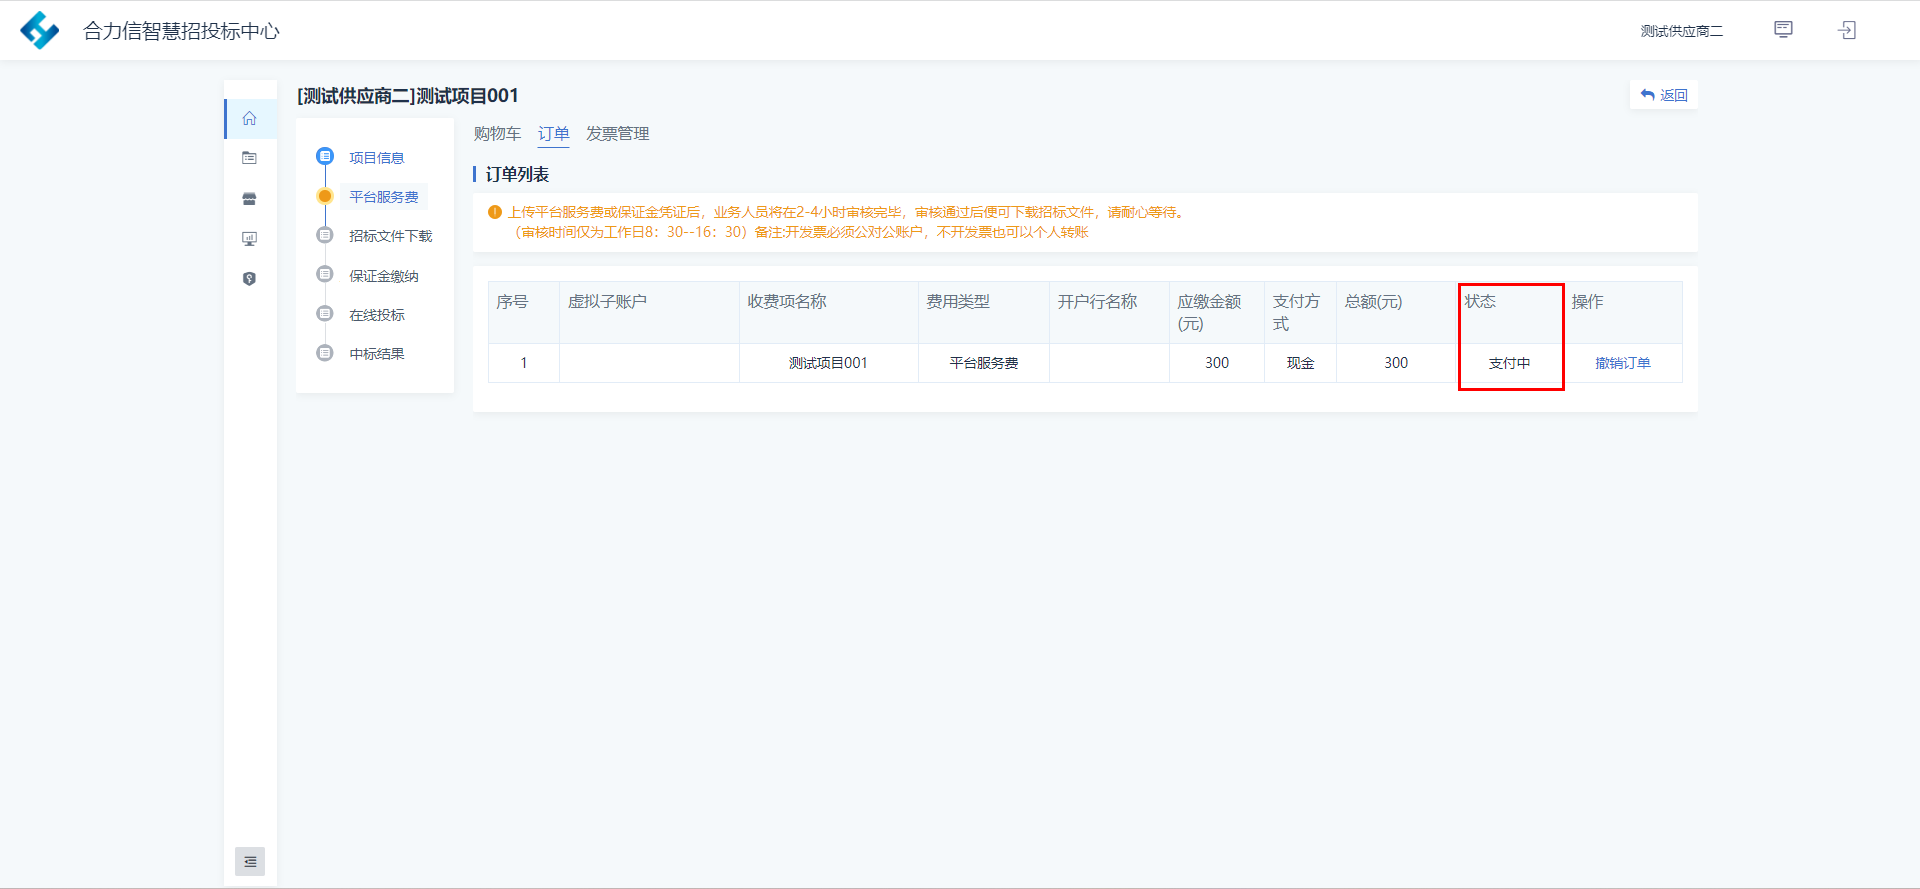 合力信智慧招投标中心
测试供应商二
[测试供应商二]测试项目001
返回
项目信息
平台服务费
招标文件下载
保证金缴纳
在线投标
中标结果
购物车 订单 发票管理
订单列表
上传平台服务费或保证金凭证后，业务人员将在2-4小时审核完毕，审核通过后便可下载招标文件，请耐心等待。
（审核时间仅为工作日8：30--16：30）备注:开发票必须公对公账户，不开发票也可以个人转账
序号 虚拟子账户 收费项名称 费用类型 开户行名称 应缴金额(元) 支付方式 总额(元) 状态 操作
1 测试项目001 平台服务费 300 现金 300 支付中 撤销订单